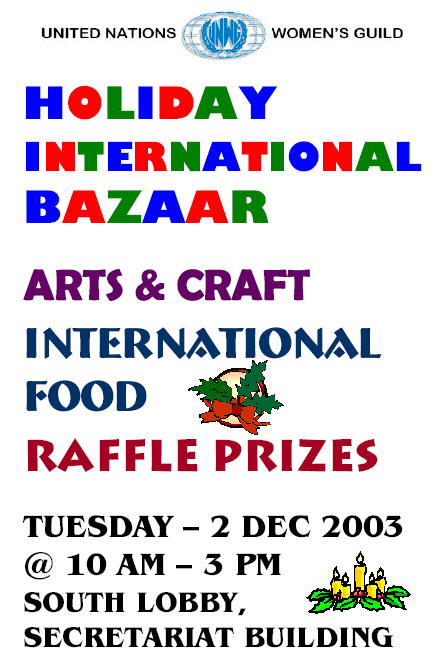 UNITED NATIONS UNWG WOMEN'S GUILD
HOLIDAY
INTERNATIONAL
BAZAAR
ARTS & CRAFT
INTERNATIONAL
FOOD
RAFFLE PRIZES
TUESDAY – 2 DEC 2003
@ 10 AM – 3 PM
SOUTH LOBBY,
SECRETARIAT BUILDING